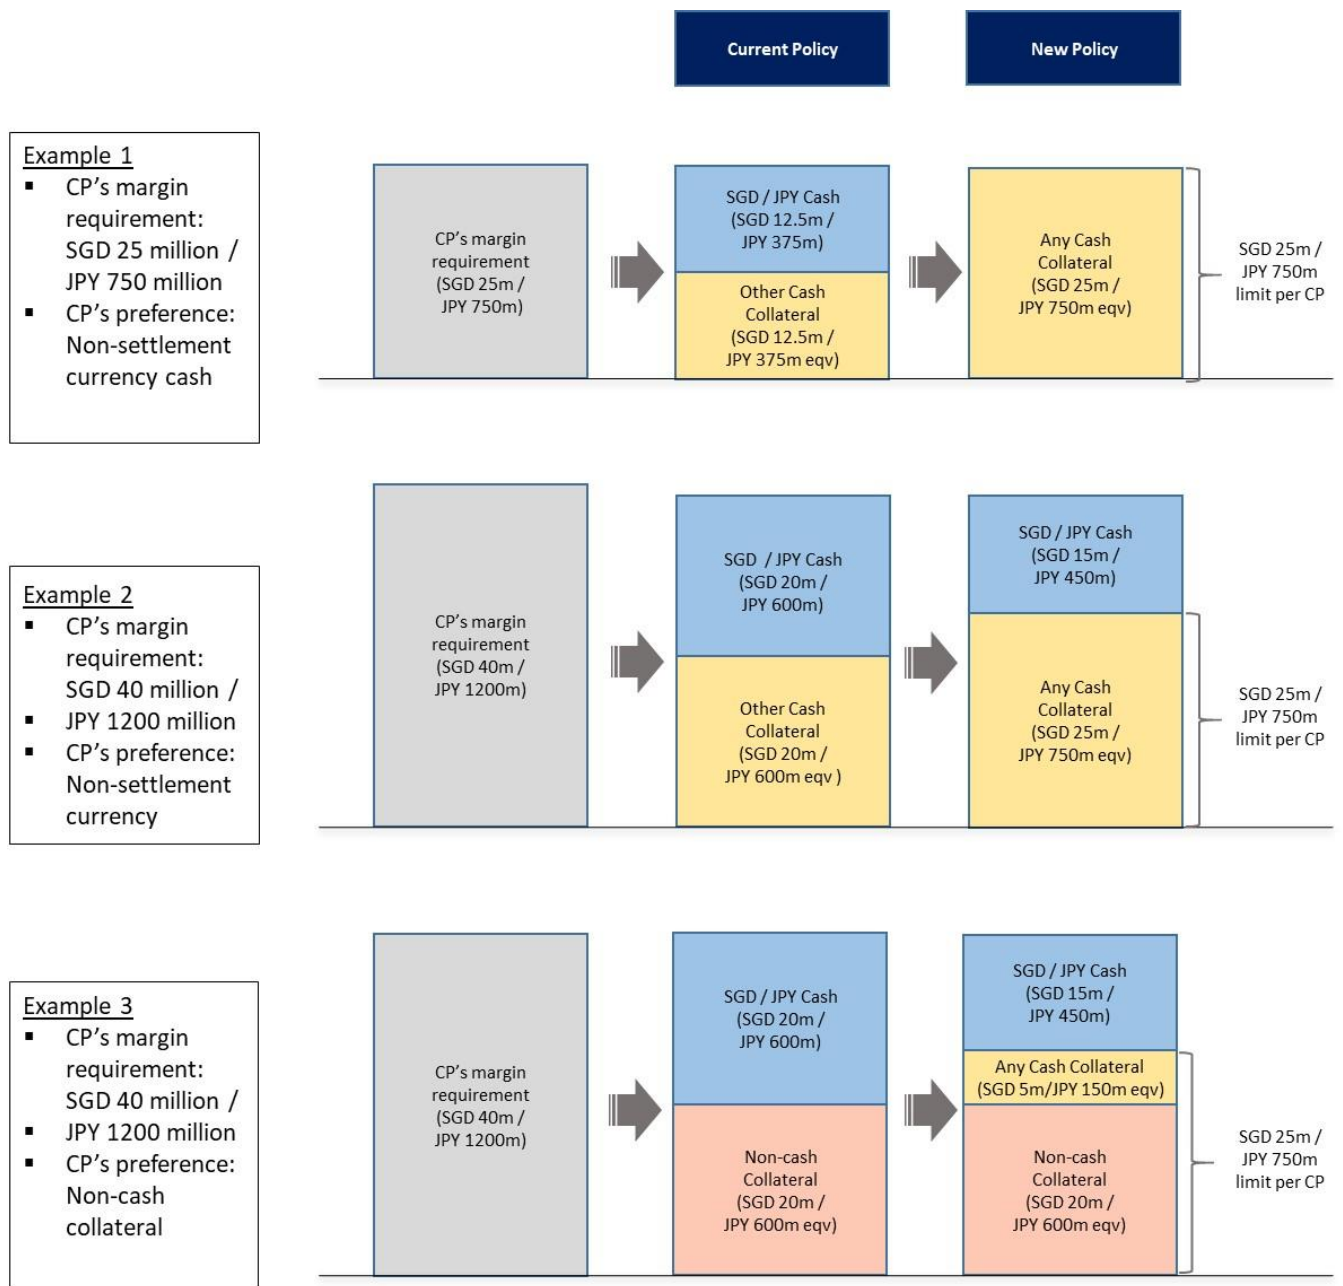 Current Policy
New Policy
Example 1
▪ CP's margin
requirement:
SGD 25 million /
JPY 750 million
▪ CP's preference:
Non-settlement
currency cash
CP's margin
requirement
(SGD 25m /
JPY 750m)
SGD / JPY Cash
(SGD 12.5m /
JPY 375m)
Other Cash
Collateral
(SGD 12.5m /
JPY 375m eqv)
Any Cash
Collateral
(SGD 25m /
JPY 750m eqv)
SGD 25m /
JPY 750m
limit per CP
Example 2
▪ CP's margin
requirement:
SGD 40 million /
▪ JPY 1200 million
▪ CP's preference:
Non-settlement
currency
CP's margin
requirement
(SGD 40m /
JPY 1200m)
SGD / JPY Cash
(SGD 20m /
JPY 600m)
Other Cash
Collateral
(SGD 20m /
JPY 600m eqv )
SGD / JPY Cash
(SGD 15m /
JPY 450m)
Any Cash
Collateral
(SGD 25m /
JPY 750m eqv)
SGD 25m /
JPY 750m
limit per CP
Example 3
▪ CP's margin
requirement:
SGD 40 million /
▪ JPY 1200 million
▪ CP's preference:
Non-cash
collateral
CP's margin
requirement
(SGD 40m /
JPY 1200m)
SGD / JPY Cash
(SGD 20m /
JPY 600m)
Non-cash
Collateral
(SGD 20m /
JPY 600m eqv)
SGD / JPY Cash
(SGD 15m /
JPY 450m)
Any Cash Collateral
(SGD 5m/JPY 150m eqv)
Non-cash
Collateral
(SGD 20m /
JPY 600m eqv)
SGD 25m /
JPY 750m
limit per CP